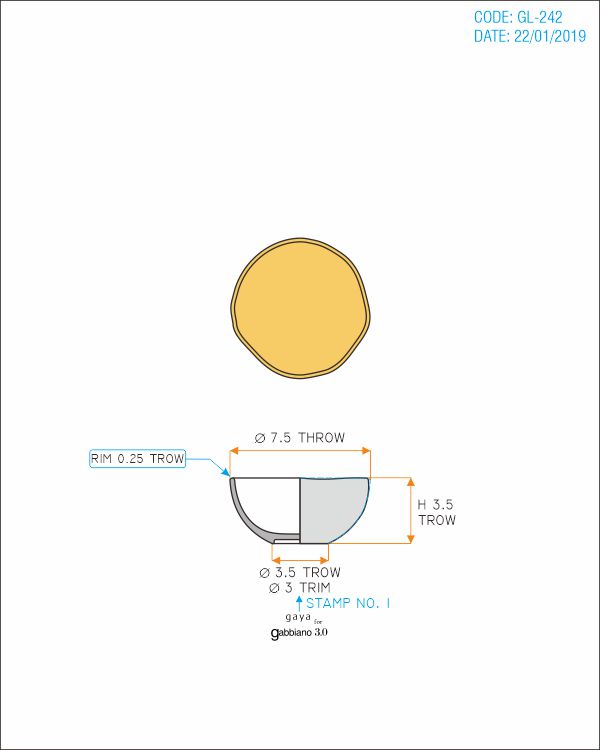 CODE: GL-242
DATE: 22/01/2019
Ø 7.5 THROW
RIM 0.25 TROW
H 3.5
TROW
Ø 3.5 TROW
Ø 3 TRIM
STAMP NO. 1
gaya for
gabbiano 3.0